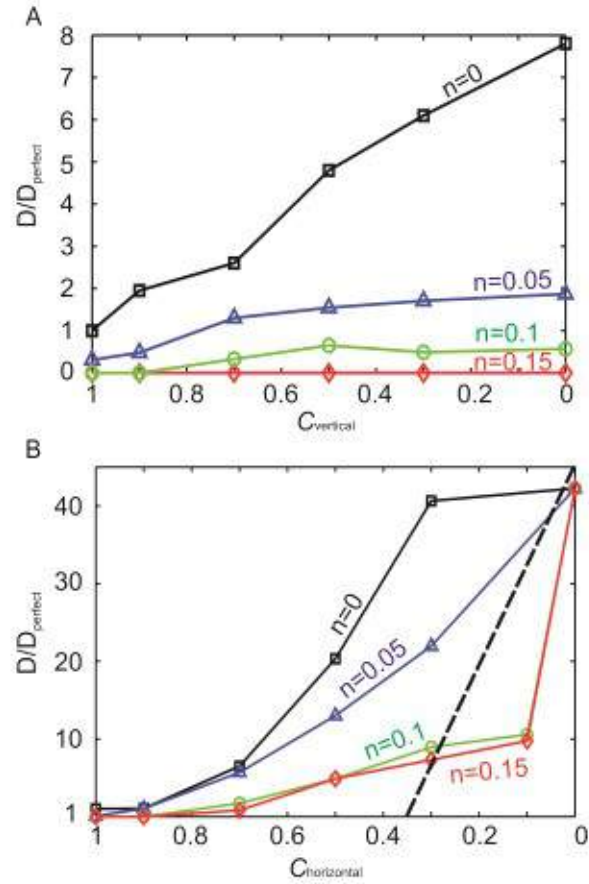 A
8
7
6
5
4
3
2
1
0
D/Dperfect
n=0
n=0.05
n=0.1
n=0.15
1 0.8 0.6 0.4 0.2 0
Cvertical
B
40
30
20
10
1
D/Dperfect
n=0
n=0.05
n=0.1
n=0.15
1 0.8 0.6 0.4 0.2 0
Chorizontal